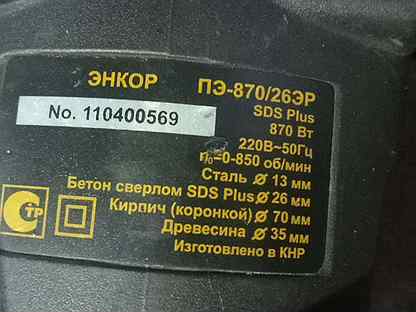 ЭНКОР ПЭ-870/26ЭР
No. 110400569
SDS Plus
870 Вт
220В~50Гц
n₀=0-850 об/мин
Сталь ⌀ 13 мм
Бетон сверлом SDS Plus ⌀ 26 мм
Кирпич (коронкой) ⌀ 70 мм
Древесина ⌀ 35 мм
Изготовлено в КНР
СТР